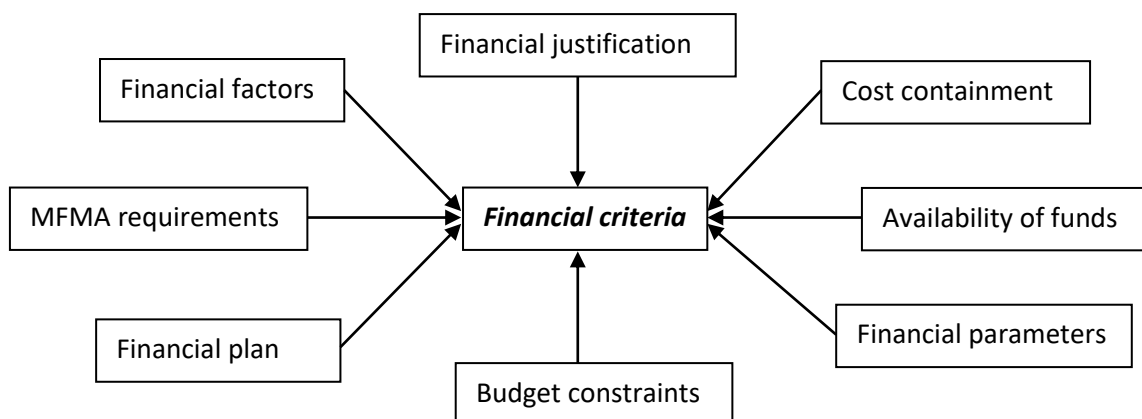 Financial justification
Financial factors
Cost containment
MFMA requirements
Financial criteria
Availability of funds
Financial plan
Financial parameters
Budget constraints